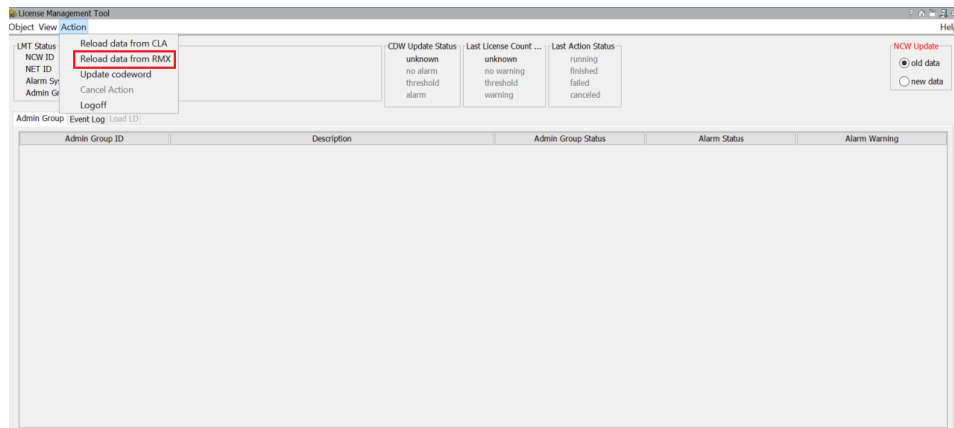 License Management Tool
Object View Action
Help
Reload data from CLA
Reload data from RMX
Update codeword
Cancel Action
Logoff
LMT Status
NCW ID
NET ID
Alarm Sy
Admin Gr
CDW Update Status
unknown
no alarm
threshold
alarm
Last License Count ...
unknown
no warning
threshold
warning
Last Action Status
running
finished
failed
canceled
NCW Update
old data
new data
Admin Group Event Log Load LD
Admin Group ID Description Admin Group Status Alarm Status Alarm Warning